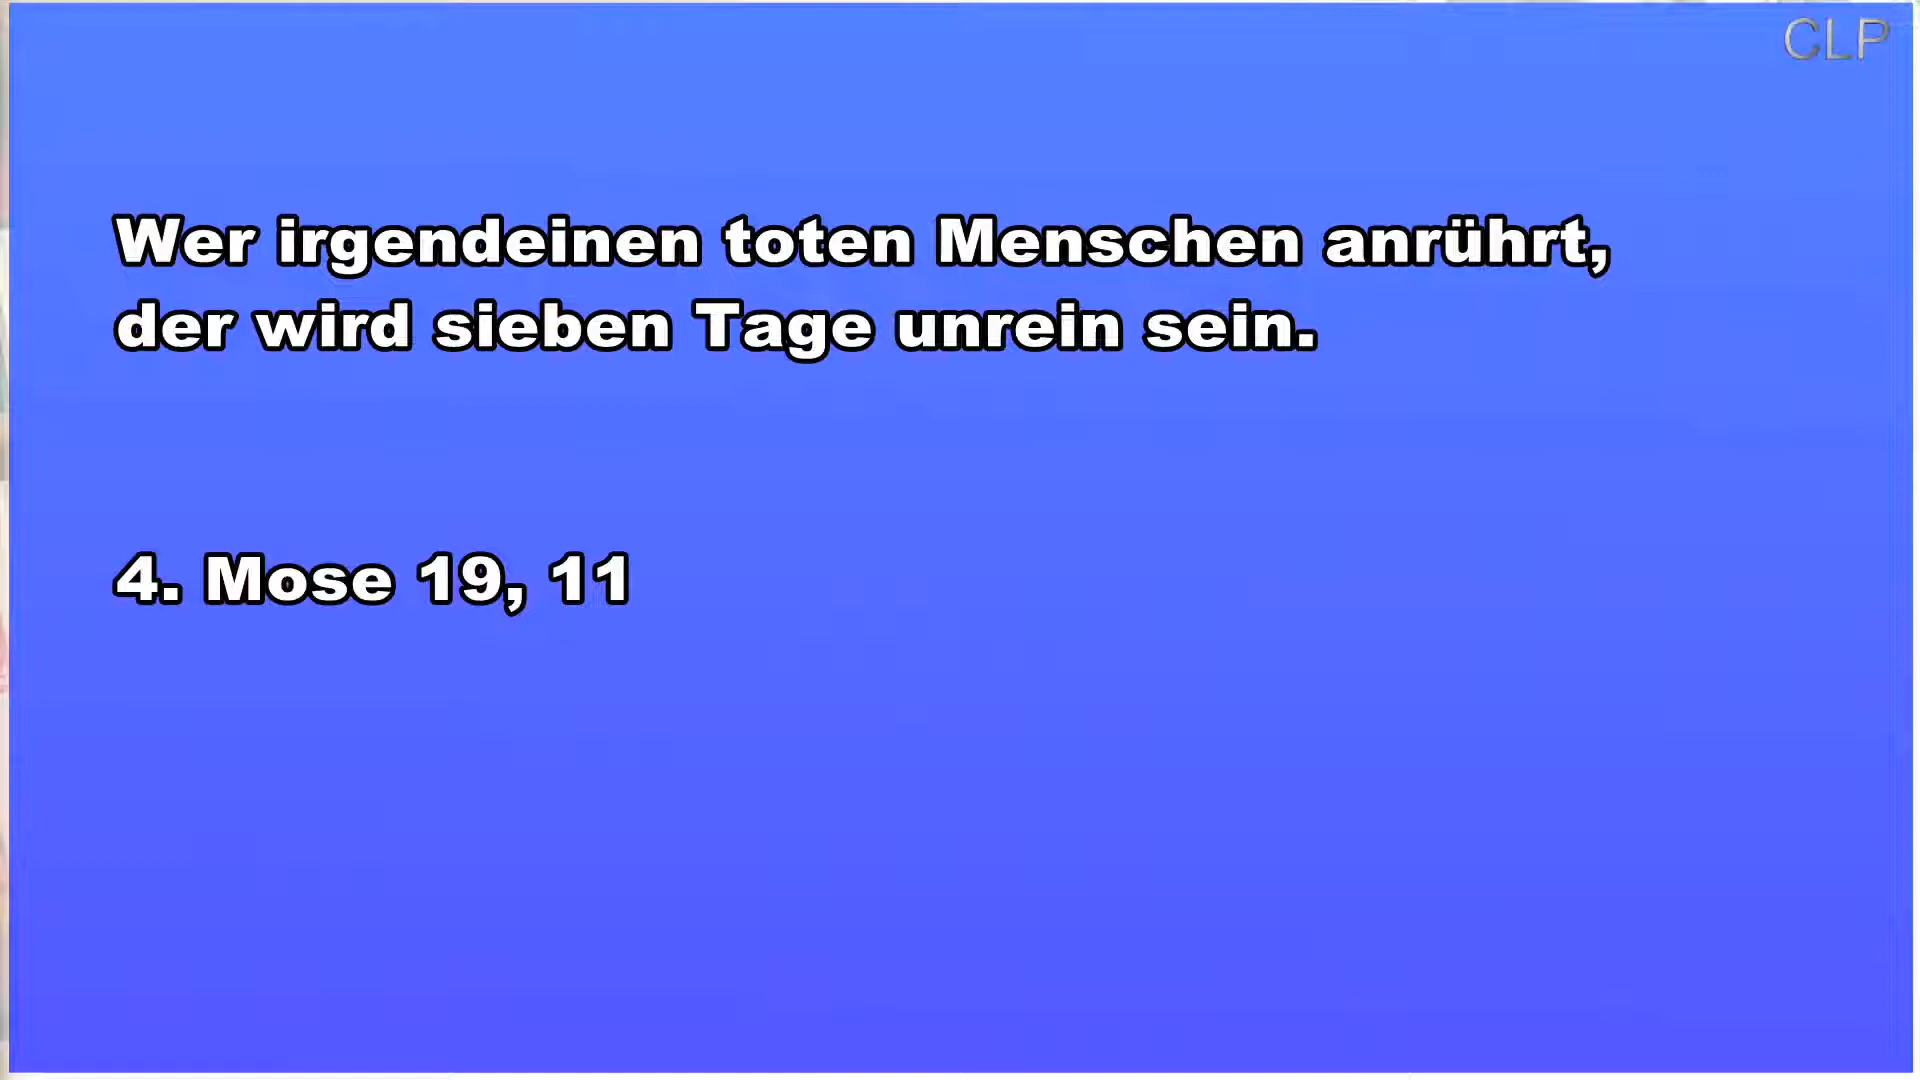 CLP
Wer irgendeinen toten Menschen anrührt,
der wird sieben Tage unrein sein.
4. Mose 19, 11